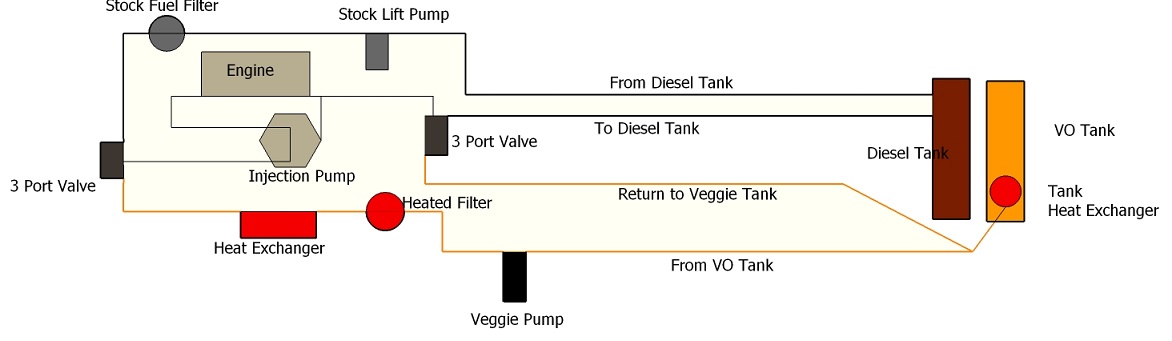 Stock Fuel Filter
Stock Lift Pump
Engine
From Diesel Tank
To Diesel Tank
3 Port Valve
VO Tank
Diesel Tank
Injection Pump
3 Port Valve
Return to Veggie Tank
Tank
Heat Exchanger
Heated Filter
Heat Exchanger
From VO Tank
Veggie Pump